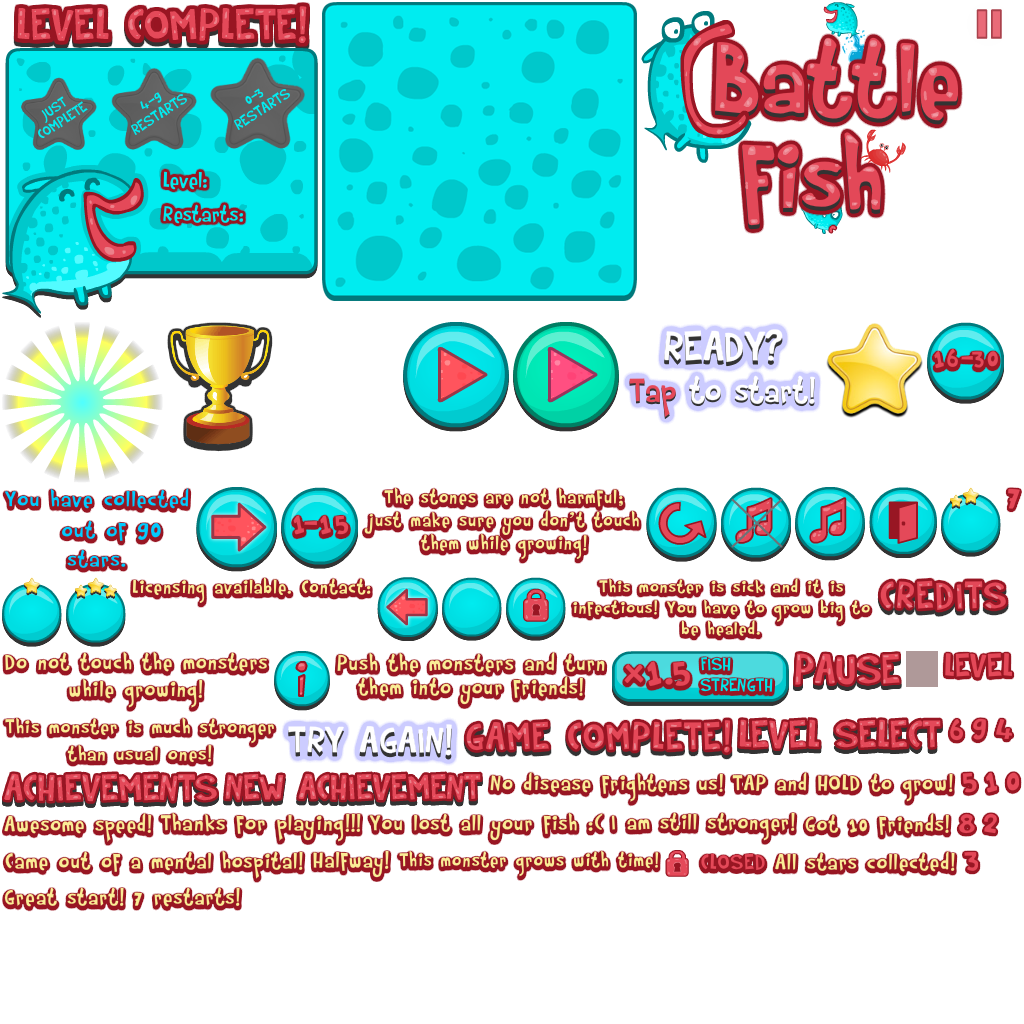 LEVEL COMPLETE!
JUST
COMPLETE
4-9
RESTARTS
0-3
RESTARTS
Level:
Restarts:
Battle
Fish
READY?
Tap to start!
16-30
You have collected
out of 90
stars.
1-15
The stones are not harmful;
just make sure you don't touch
them while growing!
7
Licensing available. Contact:
This monster is sick and it is
infectious! You have to grow big to
be healed.
CREDITS
Do not touch the monsters
while growing!
i
Push the monsters and turn
them into your friends!
x1.5 FISH
STRENGTH
PAUSE
LEVEL
This monster is much stronger
than usual ones!
TRY AGAIN!
GAME COMPLETE!
LEVEL SELECT
6 9 4
ACHIEVEMENTS
NEW ACHIEVEMENT
No disease frightens us!
TAP and HOLD to grow!
5 1 0
Awesome speed!
Thanks for playing!!!
You lost all your fish :(
I am still stronger!
Got 10 friends!
8 2
Came out of a mental hospital!
Halfway!
This monster grows with time!
CLOSED
All stars collected!
3
Great start!
7 restarts!